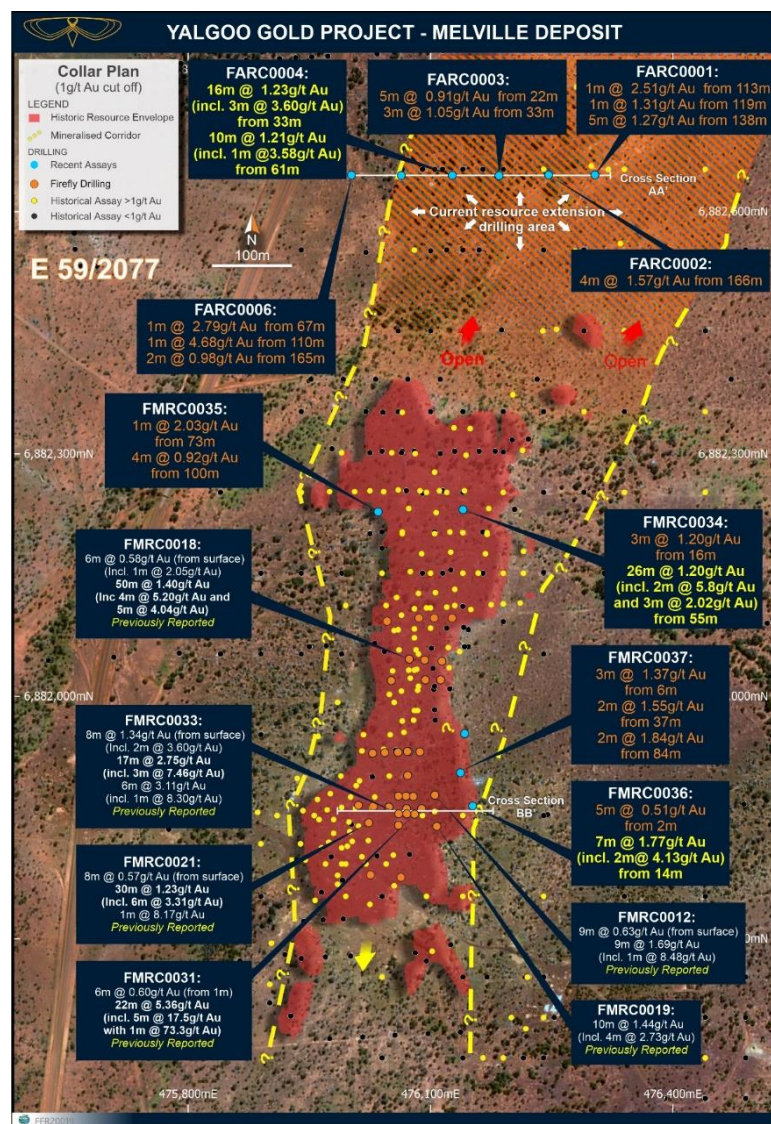 YALGOO GOLD PROJECT - MELVILLE DEPOSIT
Collar Plan
(1g/t Au cut off)
LEGEND
Historic Resource Envelope
Mineralised Corridor
DRILLING
Recent Assays
Firefly Drilling
Historical Assay >1g/t Au
Historical Assay <1g/t Au
FARC0004:
16m @ 1.23g/t Au
(incl. 3m @ 3.60g/t Au)
from 33m
10m @ 1.21g/t Au
(incl. 1m @3.58g/t Au)
from 61m
FARC0003:
5m @ 0.91g/t Au from 22m
3m @ 1.05g/t Au from 33m
FARC0001:
1m @ 2.51g/t Au from 113m
1m @ 1.31g/t Au from 119m
5m @ 1.27g/t Au from 138m
Cross Section
AA'
Current resource extension
drilling area
6,882,600mN
N
100m
E 59/2077
FARC0002:
4m @ 1.57g/t Au from 166m
FARC0006:
1m @ 2.79g/t Au from 67m
1m @ 4.68g/t Au from 110m
2m @ 0.98g/t Au from 165m
Open
Open
FMRC0035:
1m @ 2.03g/t Au
from 73m
4m @ 0.92g/t Au
from 100m
6,882,300mN
6,882,300mN
FMRC0034:
3m @ 1.20g/t Au
from 16m
26m @ 1.20g/t Au
(incl. 2m @ 5.8g/t Au
and 3m @ 2.02g/t Au)
from 55m
FMRC0018:
6m @ 0.58g/t Au (from surface)
(Incl. 1m @ 2.05g/t Au)
50m @ 1.40g/t Au
(Inc 4m @ 5.20g/t Au and
5m @ 4.04g/t Au)
Previously Reported
FMRC0037:
3m @ 1.37g/t Au
from 6m
2m @ 1.55g/t Au
from 37m
2m @ 1.84g/t Au
from 84m
6,882,000mN
FMRC0033:
8m @ 1.34g/t Au (from surface)
(Incl. 2m @ 3.60g/t Au)
17m @ 2.75g/t Au
(incl. 3m @ 7.46g/t Au)
6m @ 3.11g/t Au
(incl. 1m @ 8.30g/t Au)
Previously Reported
Cross Section
BB'
FMRC0036:
5m @ 0.51g/t Au
from 2m
7m @ 1.77g/t Au
(incl. 2m@ 4.13g/t Au)
from 14m
FMRC0021:
8m @ 0.57g/t Au (from surface)
30m @ 1.23g/t Au
(Incl. 6m @ 3.31g/t Au)
1m @ 8.17g/t Au
Previously Reported
FMRC0012:
9m @ 0.63g/t Au (from surface)
9m @ 1.69g/t Au
(Incl. 1m @ 8.48g/t Au)
Previously Reported
FMRC0031:
6m @ 0.60g/t Au (from 1m)
22m @ 5.36g/t Au
(incl. 5m @ 17.5g/t Au
with 1m @ 73.3g/t Au)
Previously Reported
FMRC0019:
10m @ 1.44g/t Au
(Incl. 4m @ 2.73g/t Au)
Previously Reported
475,800mE
476,100mE
476,400mE